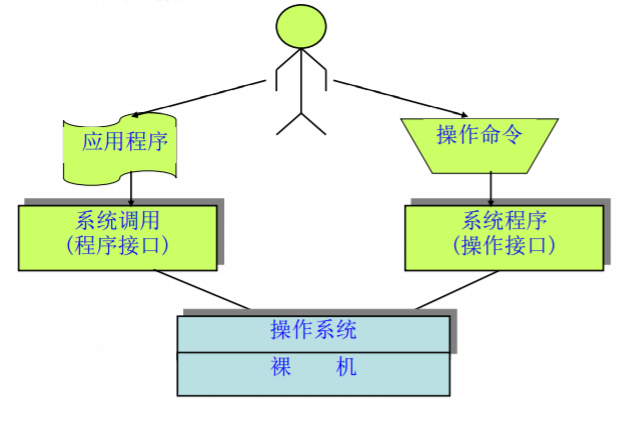 应用程序
操作命令
系统调用
(程序接口)
系统程序
(操作接口)
操作系统
裸 机